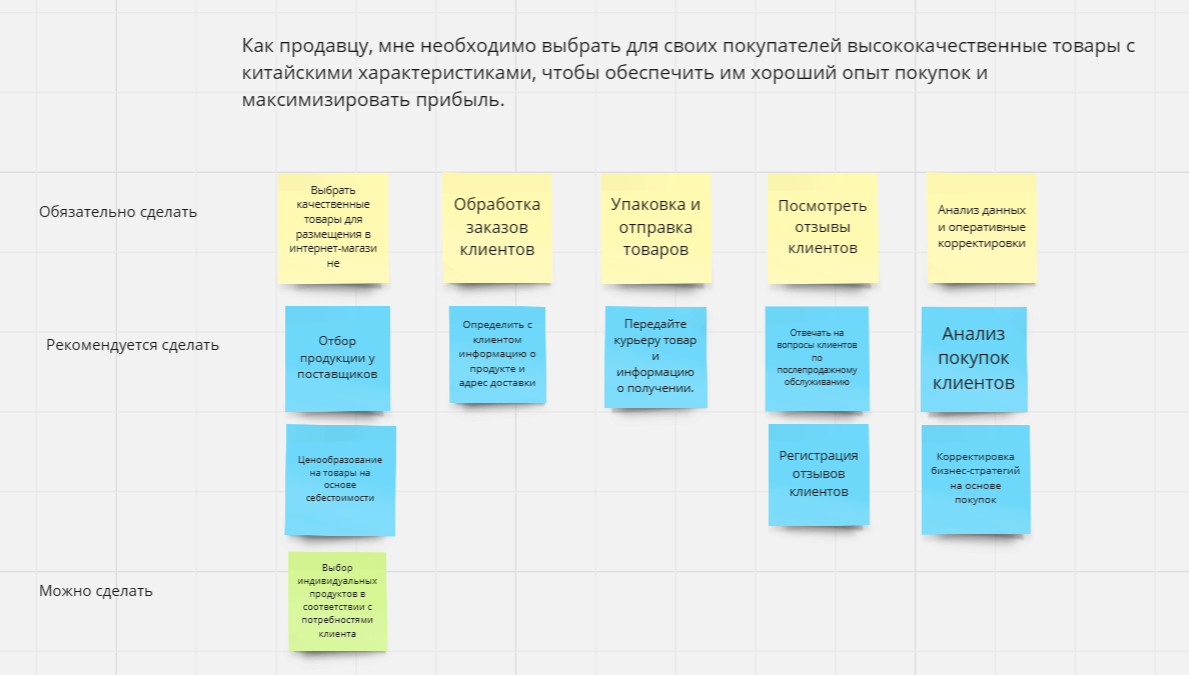 Как продавцу, мне необходимо выбрать для своих покупателей высококачественные товары с
китайскими характеристиками, чтобы обеспечить им хороший опыт покупок и
максимизировать прибыль.
Обязательно сделать
Выбрать
качественные
товары для
размещения в
интернет-магази
не
Обработка
заказов
клиентов
Упаковка и
отправка
товаров
Посмотреть
отзывы
клиентов
Анализ данных
и оперативные
корректировки
Рекомендуется сделать
Отбор
продукции у
поставщиков
Определить с
клиентом
информацию о
продукте и
адрес доставки
Передайте
курьеру товар
и
информацию
о получении.
Отвечать на
вопросы клиентов
по
послепродажному
обслуживанию
Анализ
покупок
клиентов
Ценообразование
на товары на
основе
себестоимости
Регистрация
отзывов
клиентов
Корректировка
бизнес-стратегий
на основе
покупок
Можно сделать
Выбор
индивидуальных
продуктов в
соответствии с
потребностями
клиента